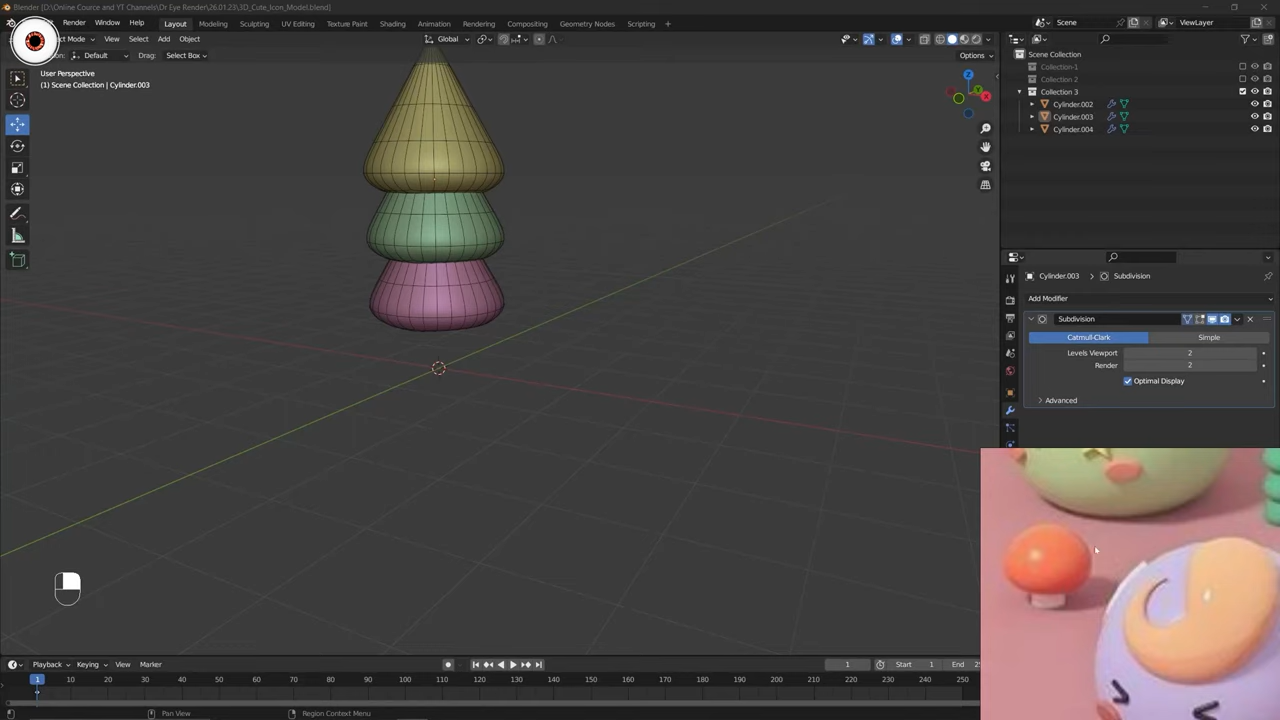 Blender [D:\Online Cource and YT Channels\Dr Eye Render\26.01.23\3D_Cute_Icon_Model.blend]
Render Window Help Layout Modeling Sculpting UV Editing Texture Paint Shading Animation Rendering Compositing Geometry Nodes Scripting + Scene ViewLayer
Mode View Select Add Object Global
Default Drag: Select Box Options
User Perspective
(1) Scene Collection | Cylinder.003
Z
Y
X
Scene Collection
Collection 2
Collection 3
Cylinder.002
Cylinder.003
Cylinder.004
Cylinder.003 > Subdivision
Add Modifier
Subdivision
Catmull-Clark Simple
Levels Viewport 2
Render 2
Optimal Display
Advanced
Playback Keying View Marker 1 Start 1 End
1 10 20 30 40 50 60 70 80 90 100 110 120 130 140 150 160 170 180 190 200 210 220 230 240 250
Pan View Region Context Menu